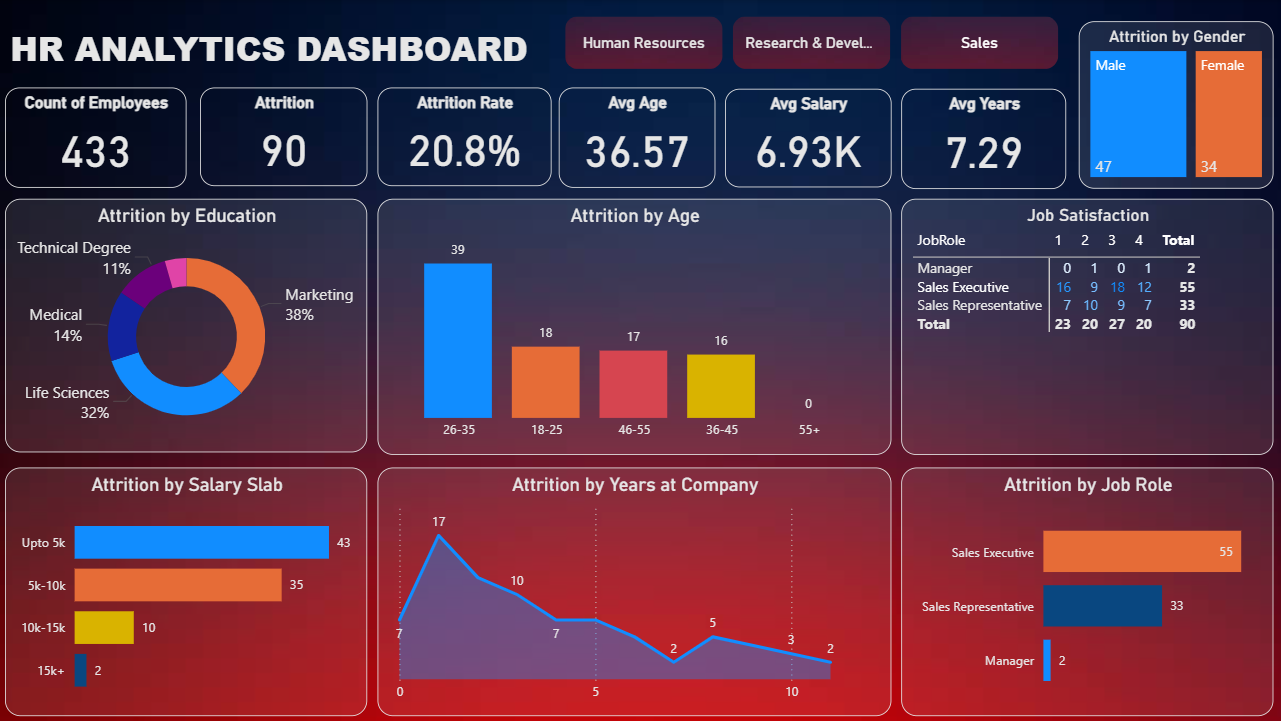 HR ANALYTICS DASHBOARD
Human Resources
Research & Devel...
Sales
Attrition by Gender
Male
47
Female
34
Count of Employees
433
Attrition
90
Attrition Rate
20.8%
Avg Age
36.57
Avg Salary
6.93K
Avg Years
7.29
Attrition by Education
Technical Degree
11%
Medical
14%
Life Sciences
32%
Marketing
38%
Attrition by Age
39
18
17
16
0
26-35
18-25
46-55
36-45
55+
Job Satisfaction
JobRole 1 2 3 4 Total
Manager 0 1 0 1 2
Sales Executive 16 9 18 12 55
Sales Representative 7 10 9 7 33
Total 23 20 27 20 90
Attrition by Salary Slab
Upto 5k 43
5k-10k 35
10k-15k 10
15k+ 2
Attrition by Years at Company
7
17
10
7
2
5
3
2
0 5 10
Attrition by Job Role
Sales Executive 55
Sales Representative 33
Manager 2